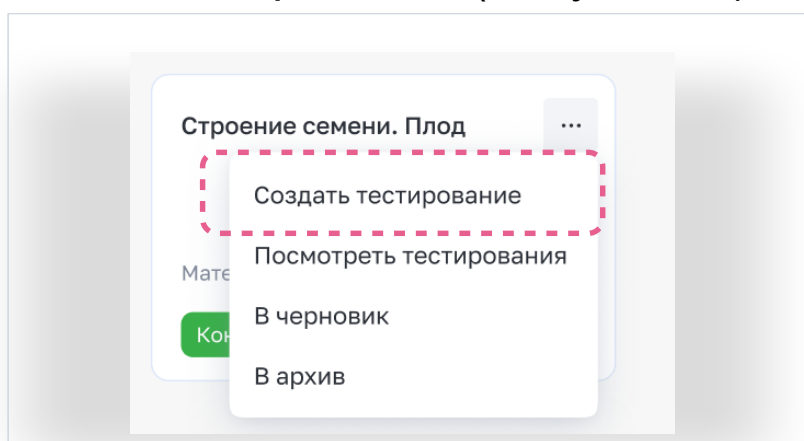 Строение семени. Плод
...
Создать тестирование
Посмотреть тестирования
В черновик
В архив